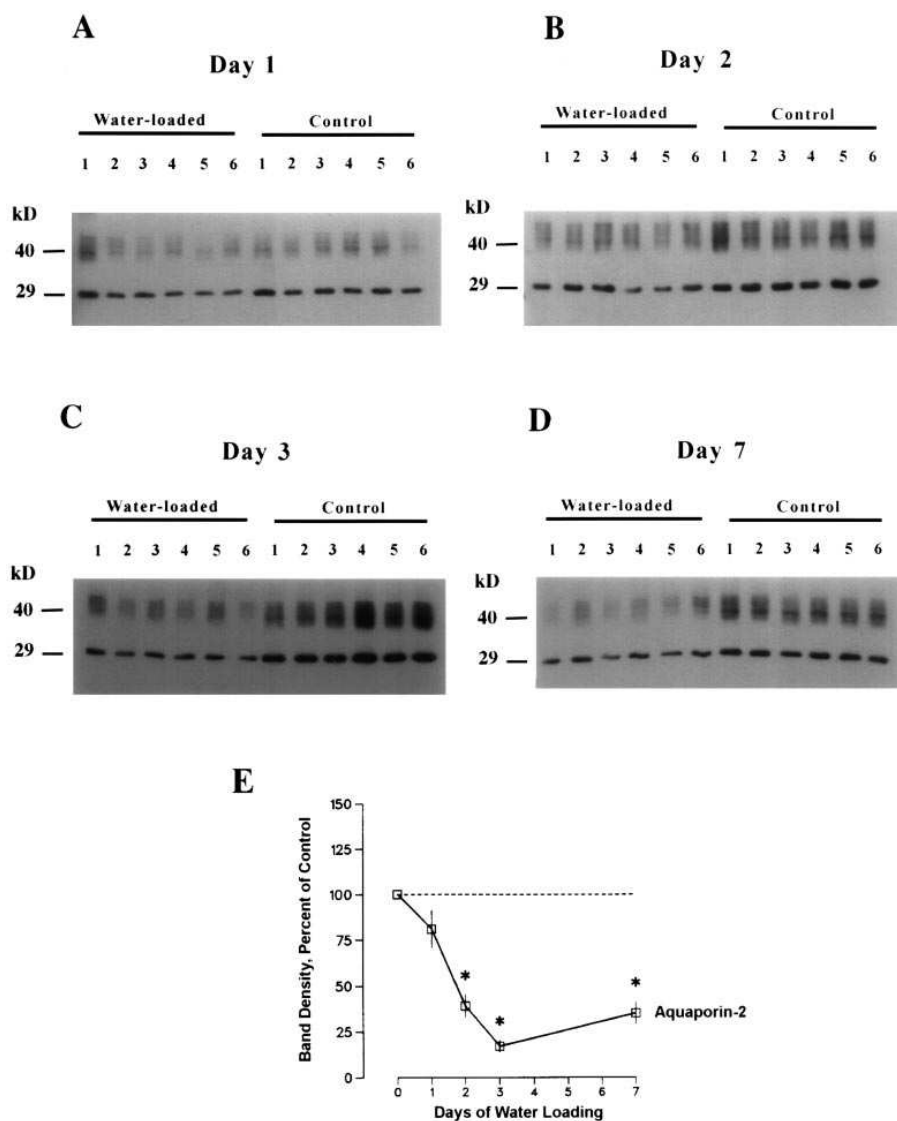 A
Day 1
Water-loaded Control
1 2 3 4 5 6 1 2 3 4 5 6
kD
40
29
B
Day 2
Water-loaded Control
1 2 3 4 5 6 1 2 3 4 5 6
kD
40
29
C
Day 3
Water-loaded Control
1 2 3 4 5 6 1 2 3 4 5 6
kD
40
29
D
Day 7
Water-loaded Control
1 2 3 4 5 6 1 2 3 4 5 6
kD
40
29
E
Band Density, Percent of Control
150
125
100
75
50
25
0
* * *
Aquaporin-2
0 1 2 3 4 5 6 7
Days of Water Loading